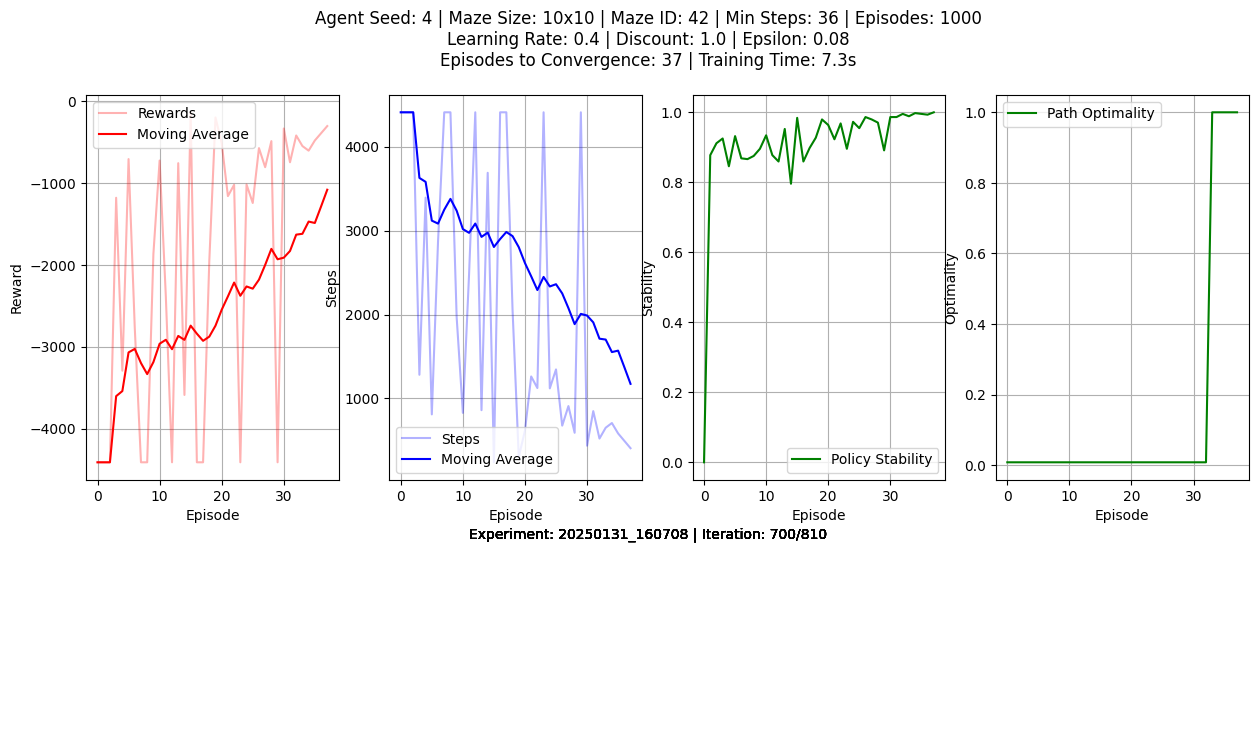 Agent Seed: 4 | Maze Size: 10x10 | Maze ID: 42 | Min Steps: 36 | Episodes: 1000
Learning Rate: 0.4 | Discount: 1.0 | Epsilon: 0.08
Episodes to Convergence: 37 | Training Time: 7.3s
Reward
0
−1000
−2000
−3000
−4000
Rewards
Moving Average
0
10
20
30
Episode
Steps
4000
3000
2000
1000
Steps
Moving Average
0
10
20
30
Episode
Stability
1.0
0.8
0.6
0.4
0.2
0.0
Policy Stability
0
10
20
30
Episode
Optimality
1.0
0.8
0.6
0.4
0.2
0.0
Path Optimality
0
10
20
30
Episode
Experiment: 20250131_160708 | Iteration: 700/810